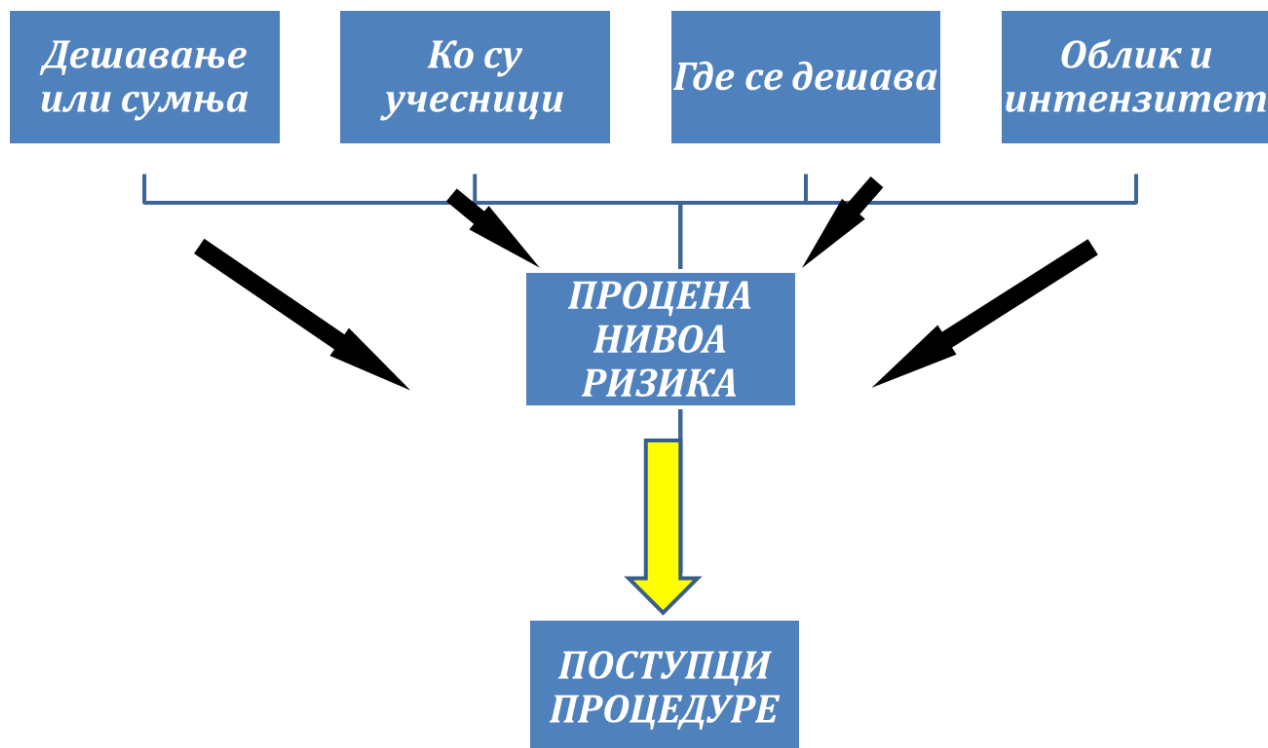 Дешавање
или сумња
Ко су
учесници
Где се дешава
Облик и
интензитет
ПРОЦЕНА
НИВОА
РИЗИКА
ПОСТУПЦИ
ПРОЦЕДУРЕ